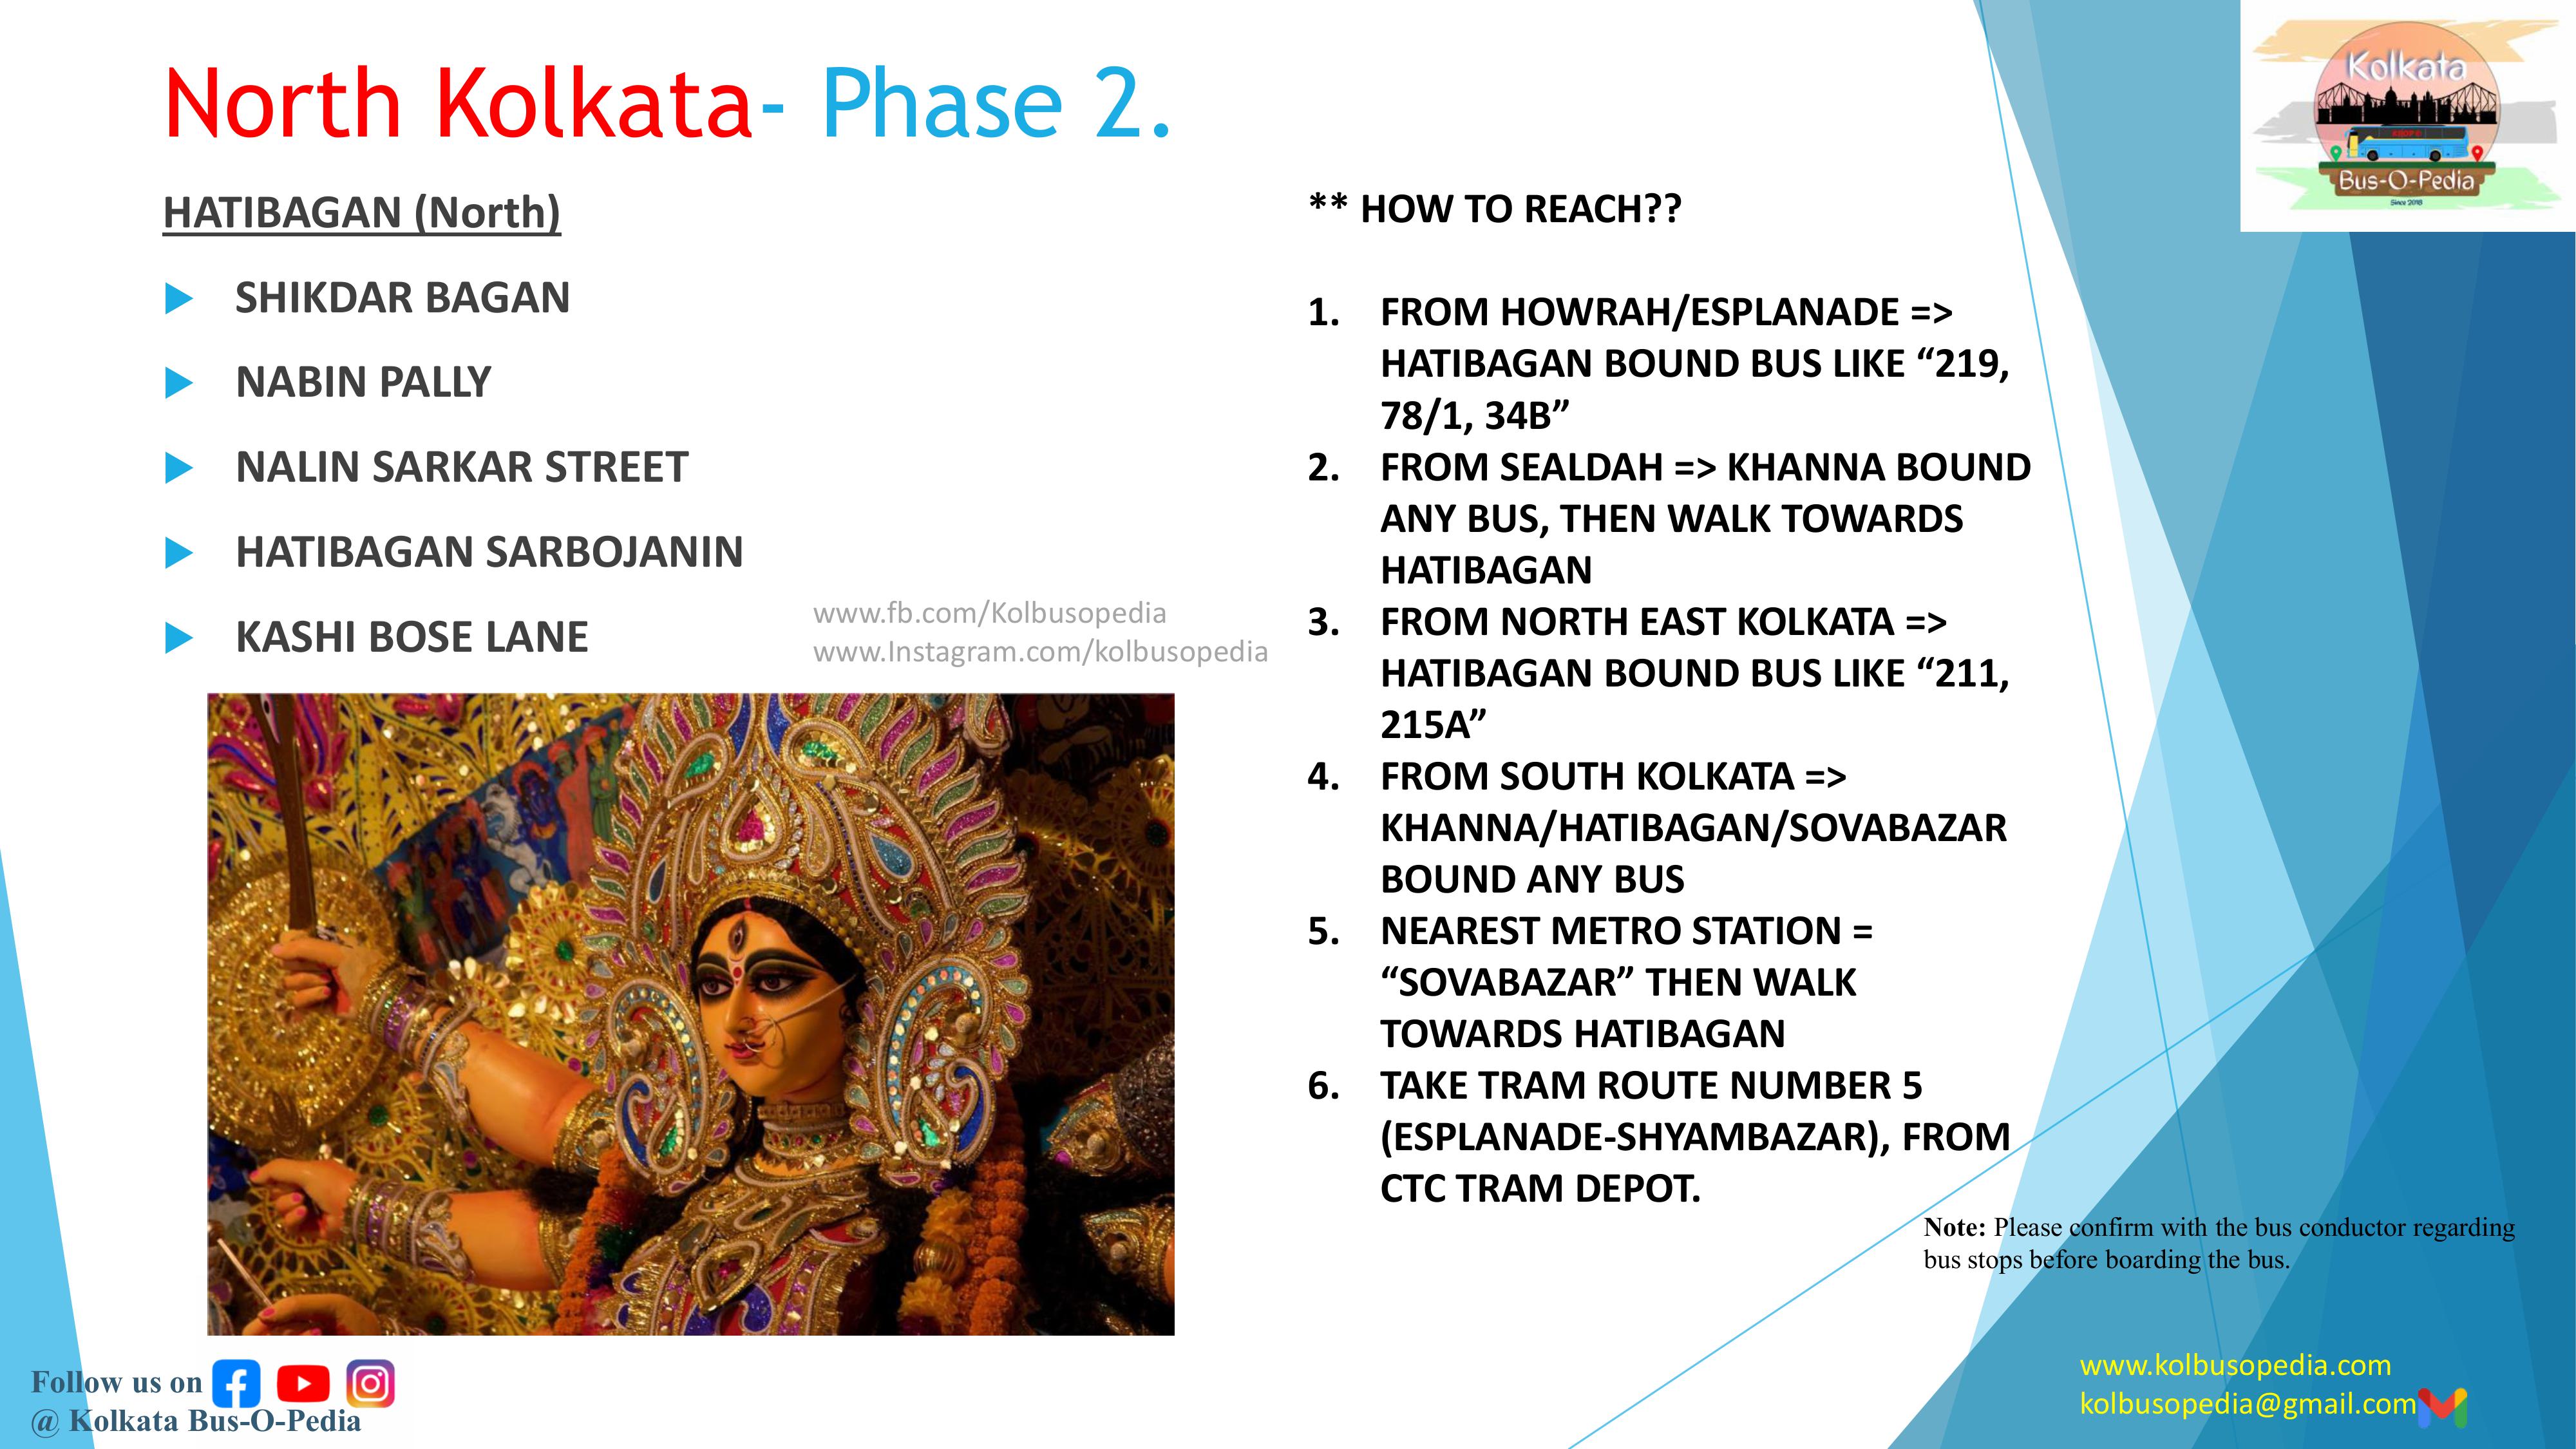 North Kolkata- Phase 2.
HATIBAGAN (North)
SHIKDAR BAGAN
NABIN PALLY
NALIN SARKAR STREET
HATIBAGAN SARBOJANIN
KASHI BOSE LANE
www.fb.com/Kolbusopedia
www.Instagram.com/kolbusopedia
** HOW TO REACH??
1. FROM HOWRAH/ESPLANADE =>
HATIBAGAN BOUND BUS LIKE “219,
78/1, 34B”
2. FROM SEALDAH => KHANNA BOUND
ANY BUS, THEN WALK TOWARDS
HATIBAGAN
3. FROM NORTH EAST KOLKATA =>
HATIBAGAN BOUND BUS LIKE “211,
215A”
4. FROM SOUTH KOLKATA =>
KHANNA/HATIBAGAN/SOVABAZAR
BOUND ANY BUS
5. NEAREST METRO STATION =
“SOVABAZAR” THEN WALK
TOWARDS HATIBAGAN
6. TAKE TRAM ROUTE NUMBER 5
(ESPLANADE-SHYAMBAZAR), FROM
CTC TRAM DEPOT.
Kolkata
Bus-O-Pedia
Since 2018
Note: Please confirm with the bus conductor regarding
bus stops before boarding the bus.
Follow us on
@ Kolkata Bus-O-Pedia
www.kolbusopedia.com
kolbusopedia@gmail.com